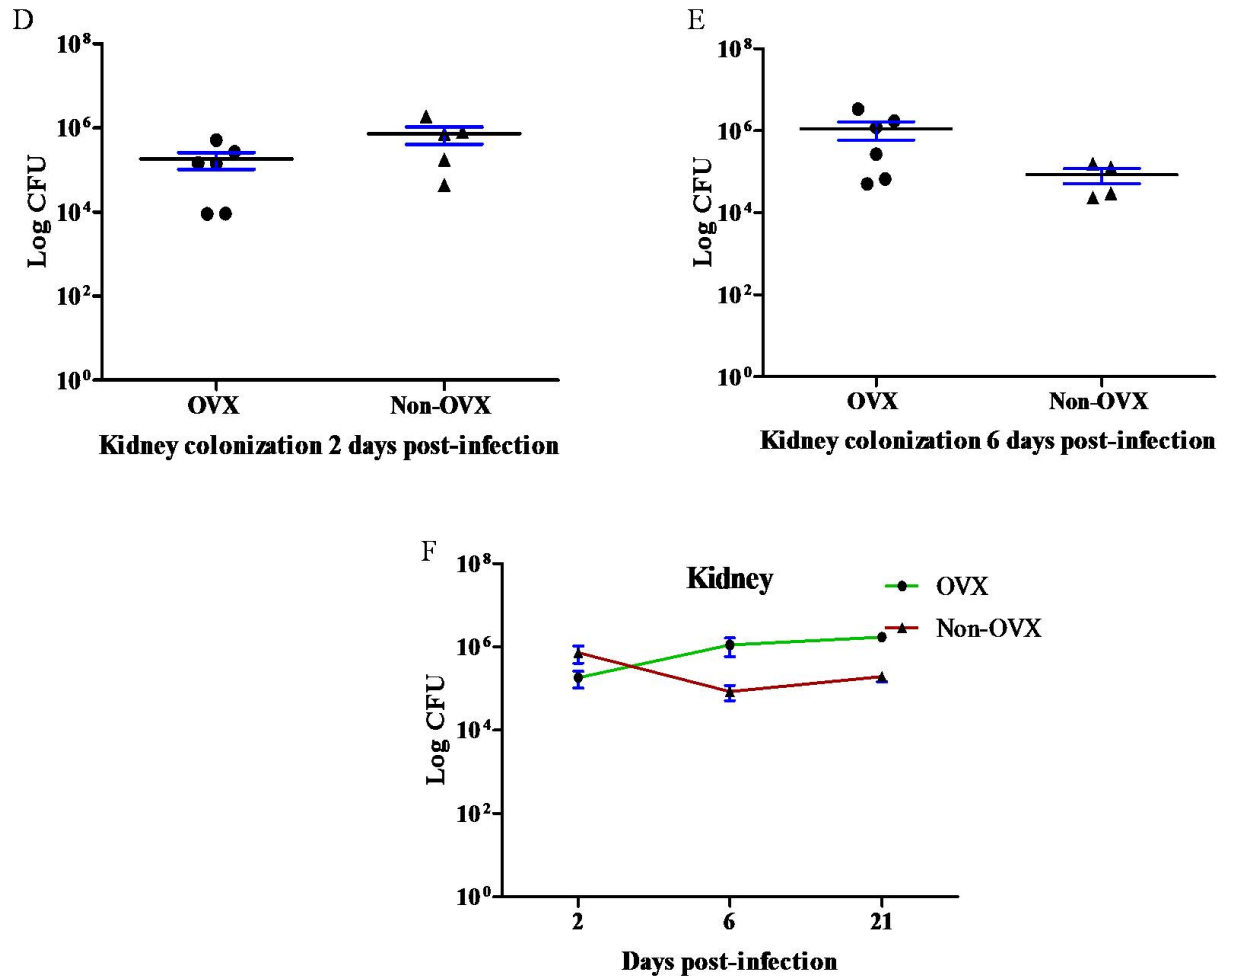 D
10⁸
10⁶
10⁴
10²
10⁰
Log CFU
OVX Non-OVX
Kidney colonization 2 days post-infection
E
10⁸
10⁶
10⁴
10²
10⁰
Log CFU
OVX Non-OVX
Kidney colonization 6 days post-infection
F
Kidney
10⁸
10⁶
10⁴
10²
10⁰
Log CFU
OVX
Non-OVX
2 6 21
Days post-infection